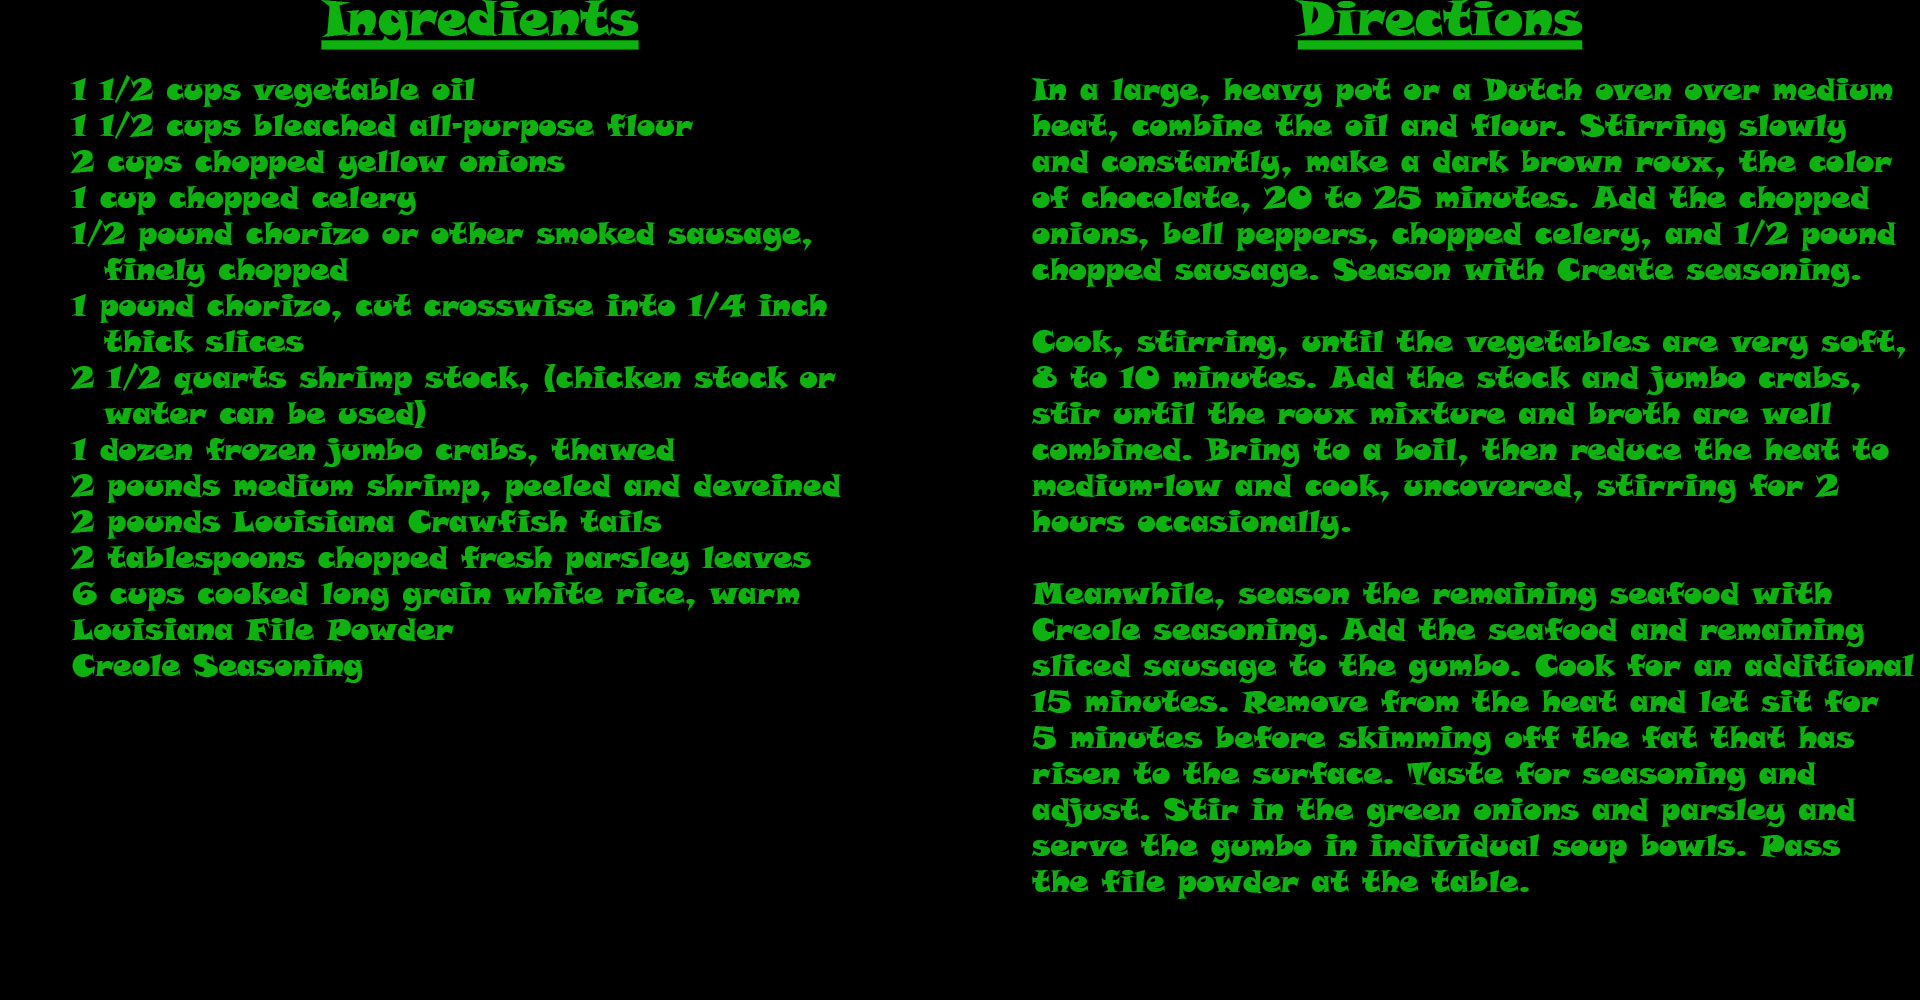 Ingredients
1 1/2 cups vegetable oil
1 1/2 cups bleached all-purpose flour
2 cups chopped yellow onions
1 cup chopped celery
1/2 pound chorizo or other smoked sausage,
finely chopped
1 pound chorizo, cut crosswise into 1/4 inch
thick slices
2 1/2 quarts shrimp stock, (chicken stock or
water can be used)
1 dozen frozen jumbo crabs, thawed
2 pounds medium shrimp, peeled and deveined
2 pounds Louisiana Crawfish tails
2 tablespoons chopped fresh parsley leaves
6 cups cooked long grain white rice, warm
Louisiana File Powder
Creole Seasoning
Directions
In a large, heavy pot or a Dutch oven over medium
heat, combine the oil and flour. Stirring slowly
and constantly, make a dark brown roux, the color
of chocolate, 20 to 25 minutes. Add the chopped
onions, bell peppers, chopped celery, and 1/2 pound
chopped sausage. Season with Create seasoning.
Cook, stirring, until the vegetables are very soft,
8 to 10 minutes. Add the stock and jumbo crabs,
stir until the roux mixture and broth are well
combined. Bring to a boil, then reduce the heat to
medium-low and cook, uncovered, stirring for 2
hours occasionally.
Meanwhile, season the remaining seafood with
Creole seasoning. Add the seafood and remaining
sliced sausage to the gumbo. Cook for an additional
15 minutes. Remove from the heat and let sit for
5 minutes before skimming off the fat that has
risen to the surface. Taste for seasoning and
adjust. Stir in the green onions and parsley and
serve the gumbo in individual soup bowls. Pass
the file powder at the table.